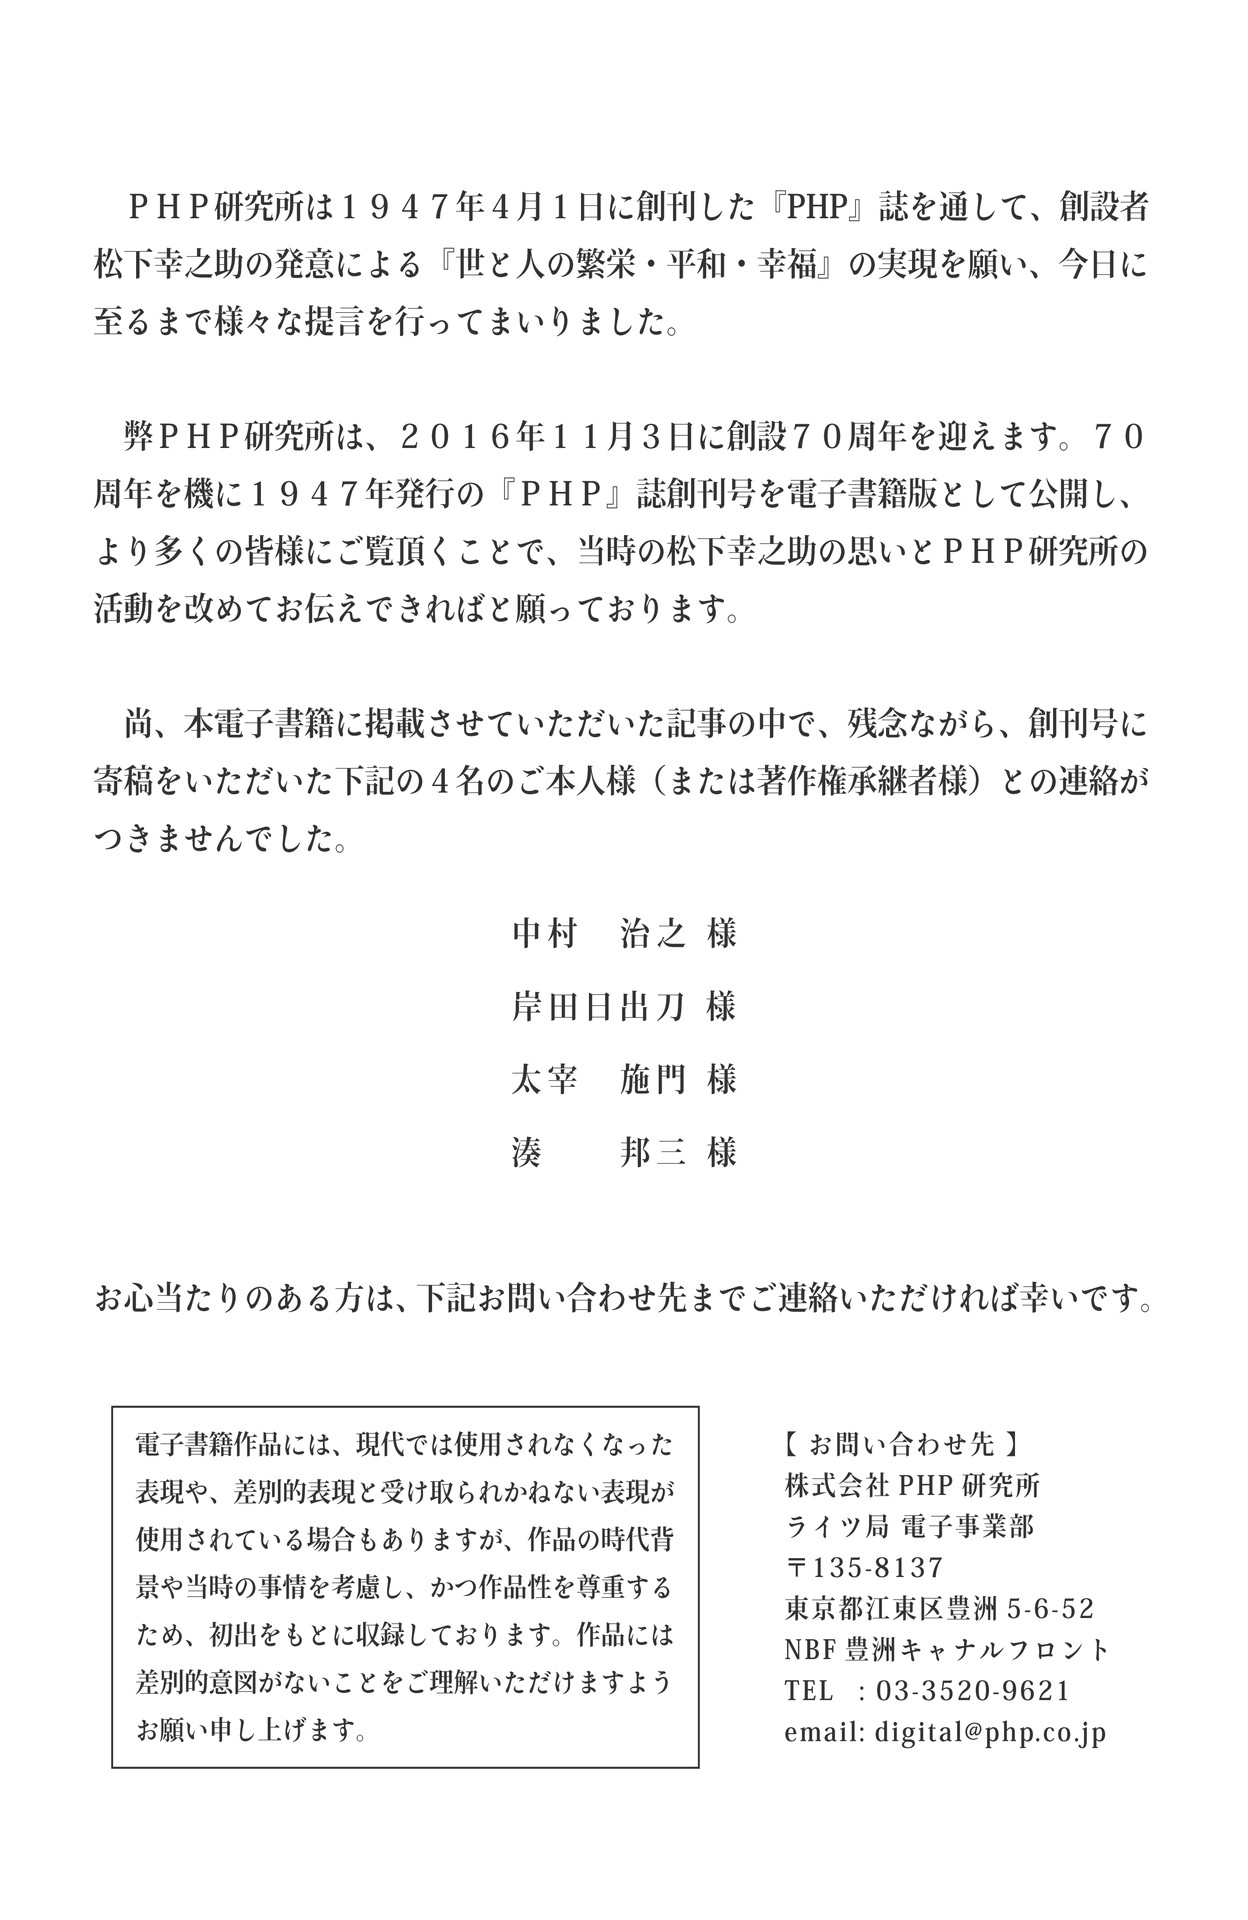 ＰＨＰ研究所は１９４７年４月１日に創刊した『PHP』誌を通して、創設者
松下幸之助の発意による『世と人の繁栄・平和・幸福』の実現を願い、今日に
至るまで様々な提言を行ってまいりました。
　弊ＰＨＰ研究所は、２０１６年１１月３日に創設７０周年を迎えます。７０
周年を機に１９４７年発行の『ＰＨＰ』誌創刊号を電子書籍版として公開し、
より多くの皆様にご覧頂くことで、当時の松下幸之助の思いとＰＨＰ研究所の
活動を改めてお伝えできればと願っております。
　尚、本電子書籍に掲載させていただいた記事の中で、残念ながら、創刊号に
寄稿をいただいた下記の４名のご本人様（または著作権承継者様）との連絡が
つきませんでした。
中村　治之 様
岸田日出刀 様
太宰　施門 様
湊　　邦三 様
お心当たりのある方は、下記お問い合わせ先までご連絡いただければ幸いです。
電子書籍作品には、現代では使用されなくなった
表現や、差別的表現と受け取られかねない表現が
使用されている場合もありますが、作品の時代背
景や当時の事情を考慮し、かつ作品性を尊重する
ため、初出をもとに収録しております。作品には
差別的意図がないことをご理解いただけますよう
お願い申し上げます。
【 お問い合わせ先 】
株式会社 PHP 研究所
ライツ局 電子事業部
〒135-8137
東京都江東区豊洲 5-6-52
NBF 豊洲キャナルフロント
TEL　: 03-3520-9621
email: digital@php.co.jp